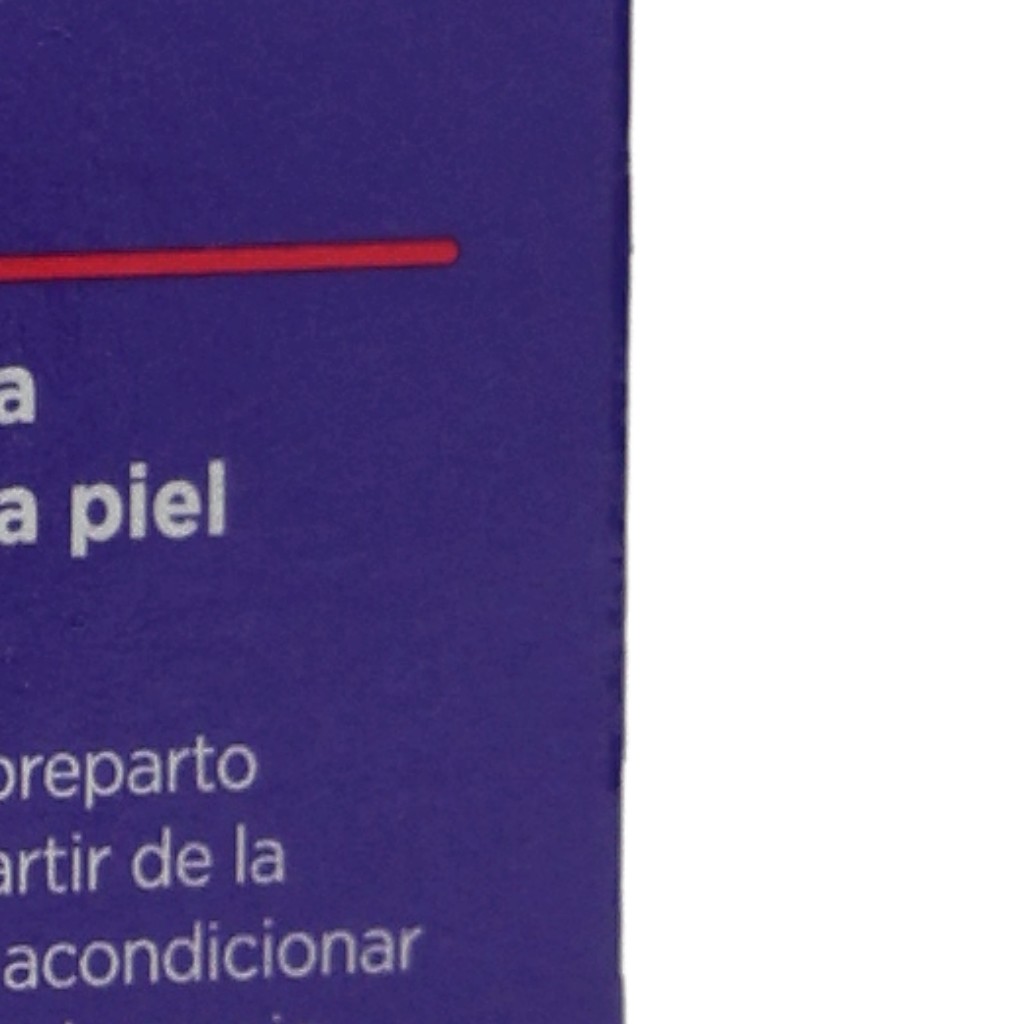 a
a piel
preparto
artir de la
acondicionar